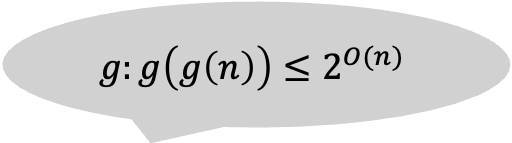 g: g(g(n)) ≤ 2^{O(n)}